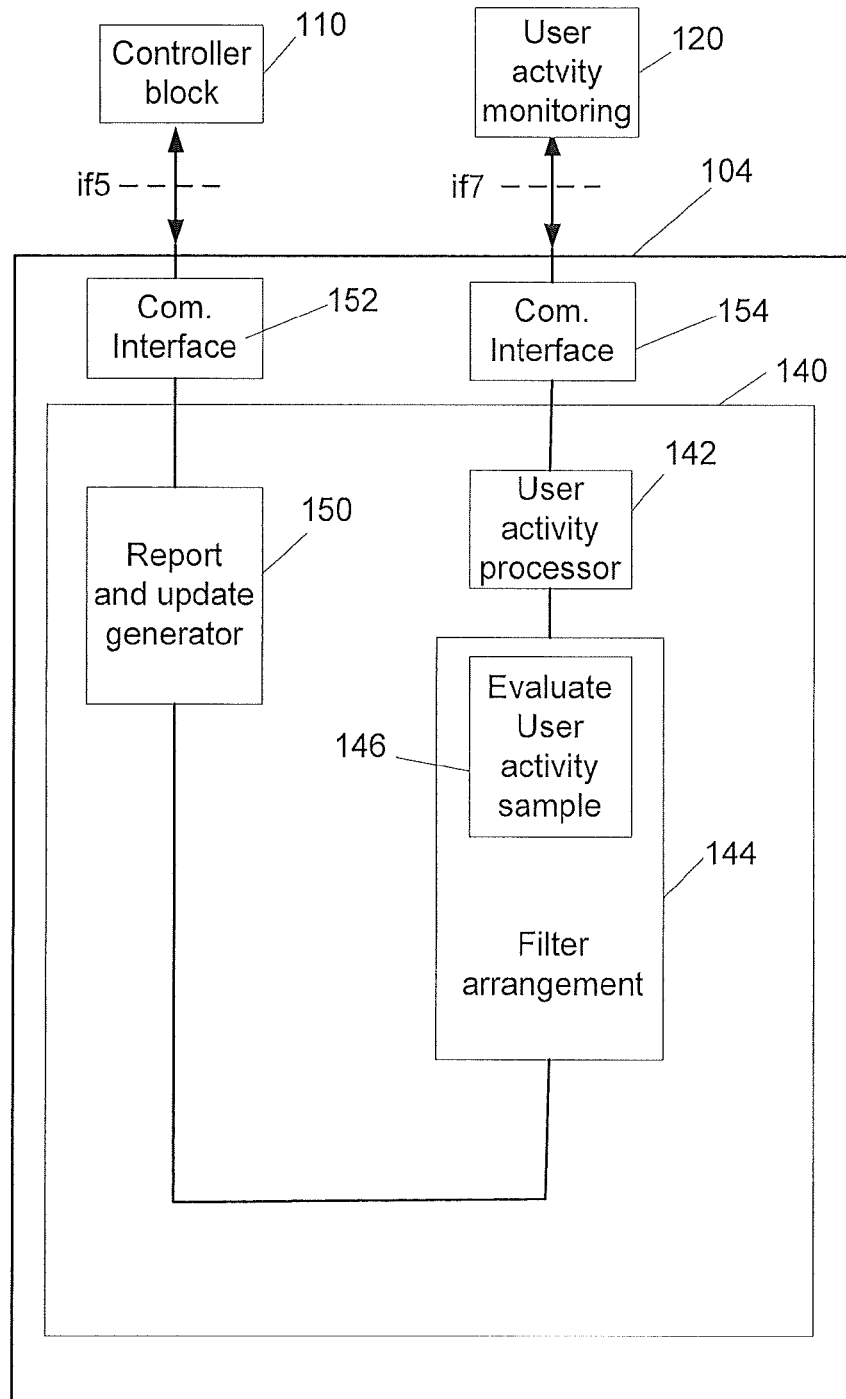 Controller
block
110
User
actvity
monitoring
120
if5
if7
104
Com.
Interface
152
Com.
Interface
154
140
142
User
activity
processor
150
Report
and update
generator
Evaluate
User
activity
sample
146
144
Filter
arrangement